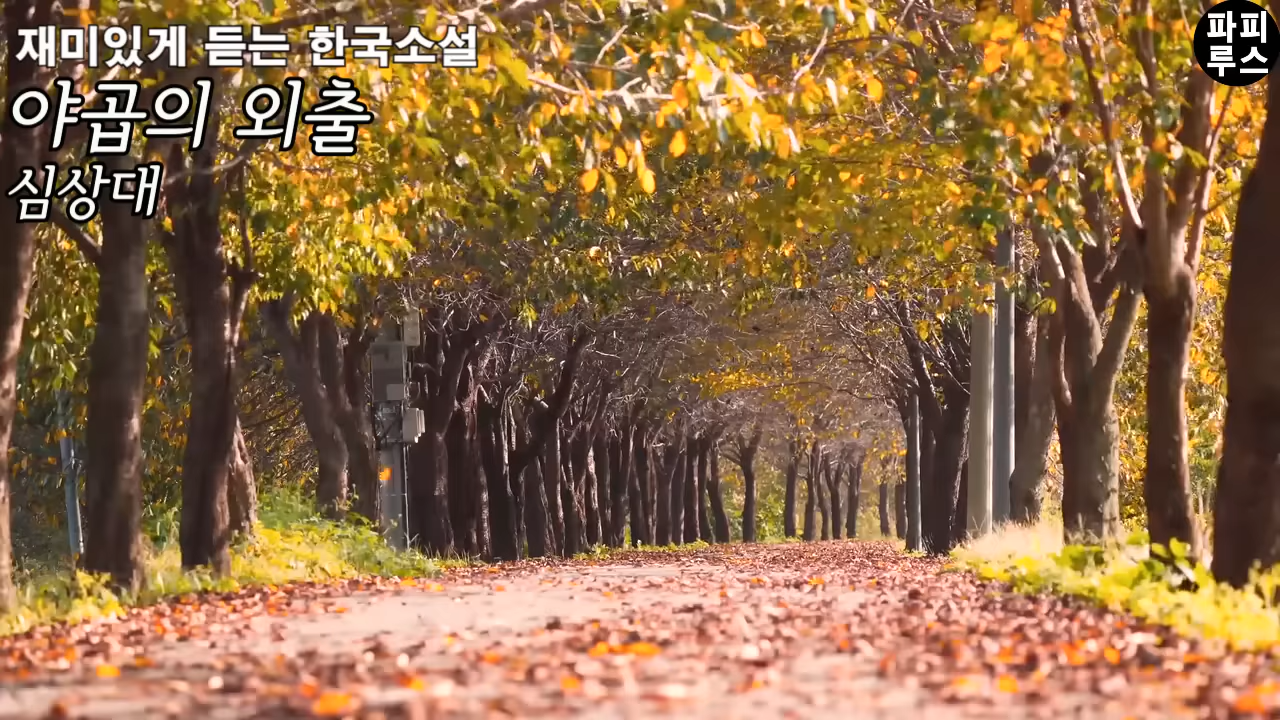 재미있게 듣는 한국소설
야곱의 외출
심상대
파피
루스